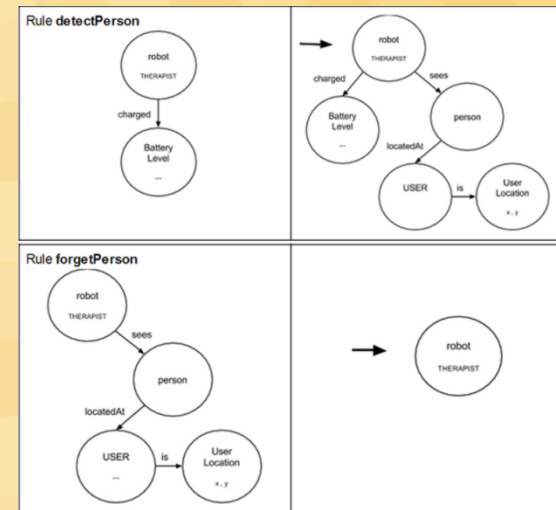 Rule detectPerson
robot
THERAPIST
charged
Battery
Level
...
robot
THERAPIST
charged
sees
Battery
Level
...
person
locatedAt
USER
is
User
Location
x , y
Rule forgetPerson
robot
THERAPIST
sees
person
locatedAt
USER
...
is
User
Location
x , y
robot
THERAPIST